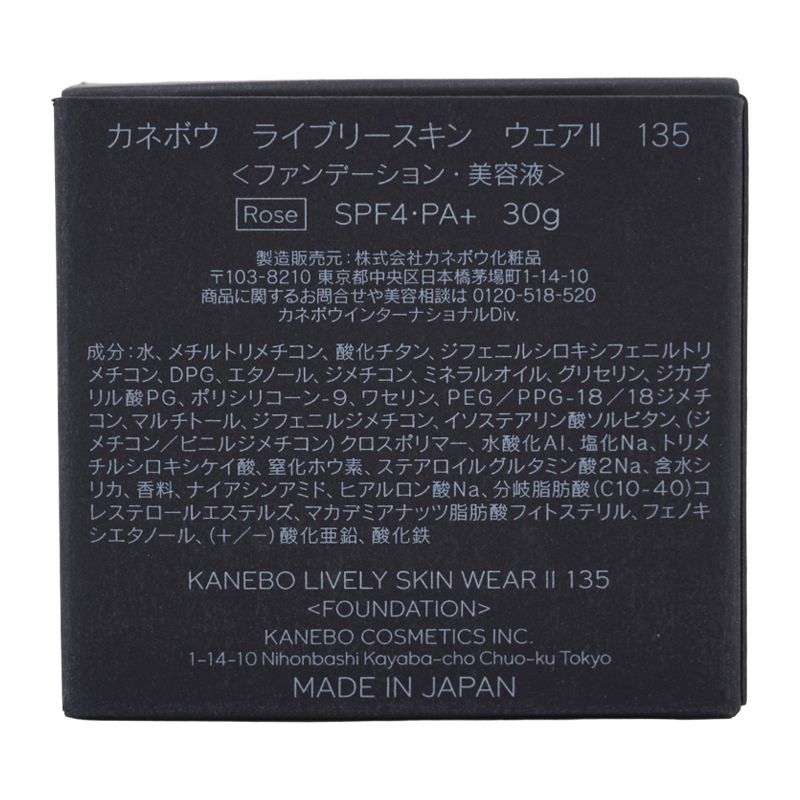 カネボウ　ライブリースキン　ウェアII　135
＜ファンデーション・美容液＞
Rose　SPF4・PA+　30g
製造販売元：株式会社カネボウ化粧品
〒103-8210 東京都中央区日本橋茅場町1-14-10
商品に関するお問合せや美容相談は 0120-518-520
カネボウインターナショナルDiv.
成分：水、メチルトリメチコン、酸化チタン、ジフェニルシロキシフェニルトリ
メチコン、DPG、エタノール、ジメチコン、ミネラルオイル、グリセリン、ジカプ
リル酸PG、ポリシリコーン-9、ワセリン、PEG／PPG-18／18ジメチ
コン、マルチトール、ジフェニルジメチコン、イソステアリン酸ソルビタン、（ジ
メチコン／ビニルジメチコン）クロスポリマー、水酸化Al、塩化Na、トリメ
チルシロキシケイ酸、窒化ホウ素、ステアロイルグルタミン酸2Na、含水シ
リカ、香料、ナイアシンアミド、ヒアルロン酸Na、分岐脂肪酸（C10-40）コ
レステロールエステルズ、マカデミアナッツ脂肪酸フィトステリル、フェノキ
シエタノール、（+／−）酸化亜鉛、酸化鉄
KANEBO LIVELY SKIN WEAR II 135
<FOUNDATION>
KANEBO COSMETICS INC.
1-14-10 Nihonbashi Kayaba-cho Chuo-ku Tokyo
MADE IN JAPAN